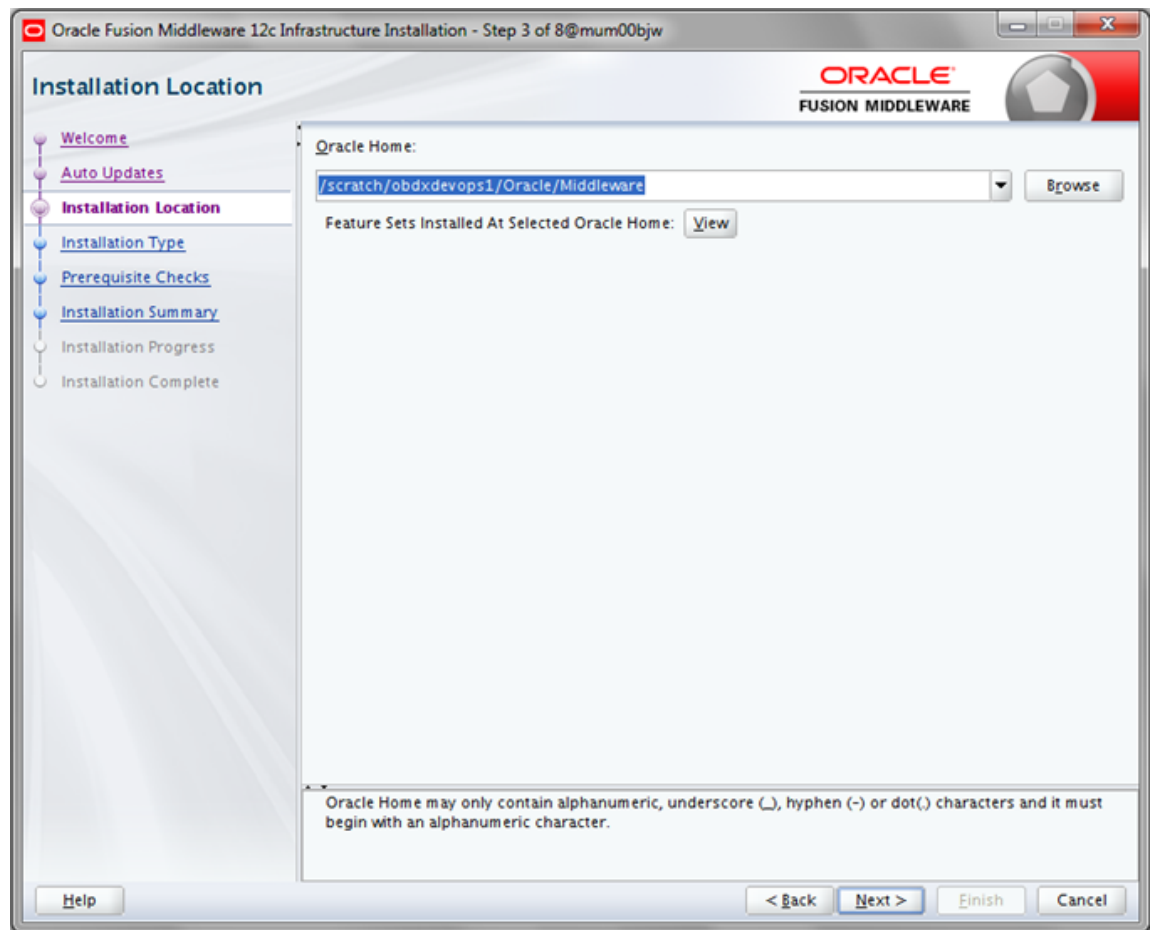 Oracle Fusion Middleware 12c Infrastructure Installation - Step 3 of 8@mum00bjw
Installation Location
ORACLE
FUSION MIDDLEWARE
Welcome
Auto Updates
Installation Location
Installation Type
Prerequisite Checks
Installation Summary
Installation Progress
Installation Complete
Oracle Home:
/scratch/obdxdevops1/Oracle/Middleware
Browse
Feature Sets Installed At Selected Oracle Home: View
Oracle Home may only contain alphanumeric, underscore (_), hyphen (-) or dot(.) characters and it must
begin with an alphanumeric character.
Help
< Back
Next >
Finish
Cancel